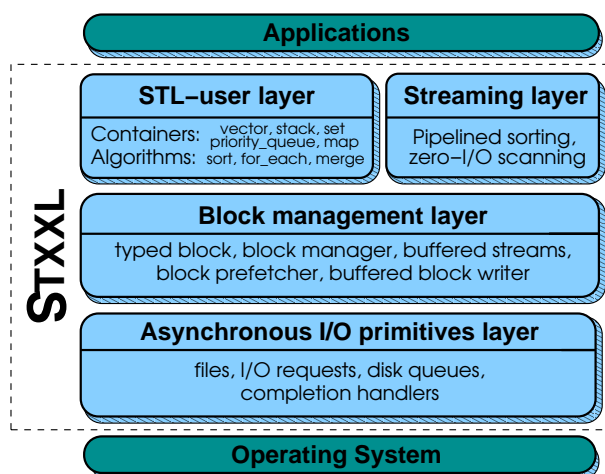 Applications
STXXL
STL–user layer
Containers: vector, stack, set
priority_queue, map
Algorithms: sort, for_each, merge
Streaming layer
Pipelined sorting,
zero–I/O scanning
Block management layer
typed block, block manager, buffered streams,
block prefetcher, buffered block writer
Asynchronous I/O primitives layer
files, I/O requests, disk queues,
completion handlers
Operating System